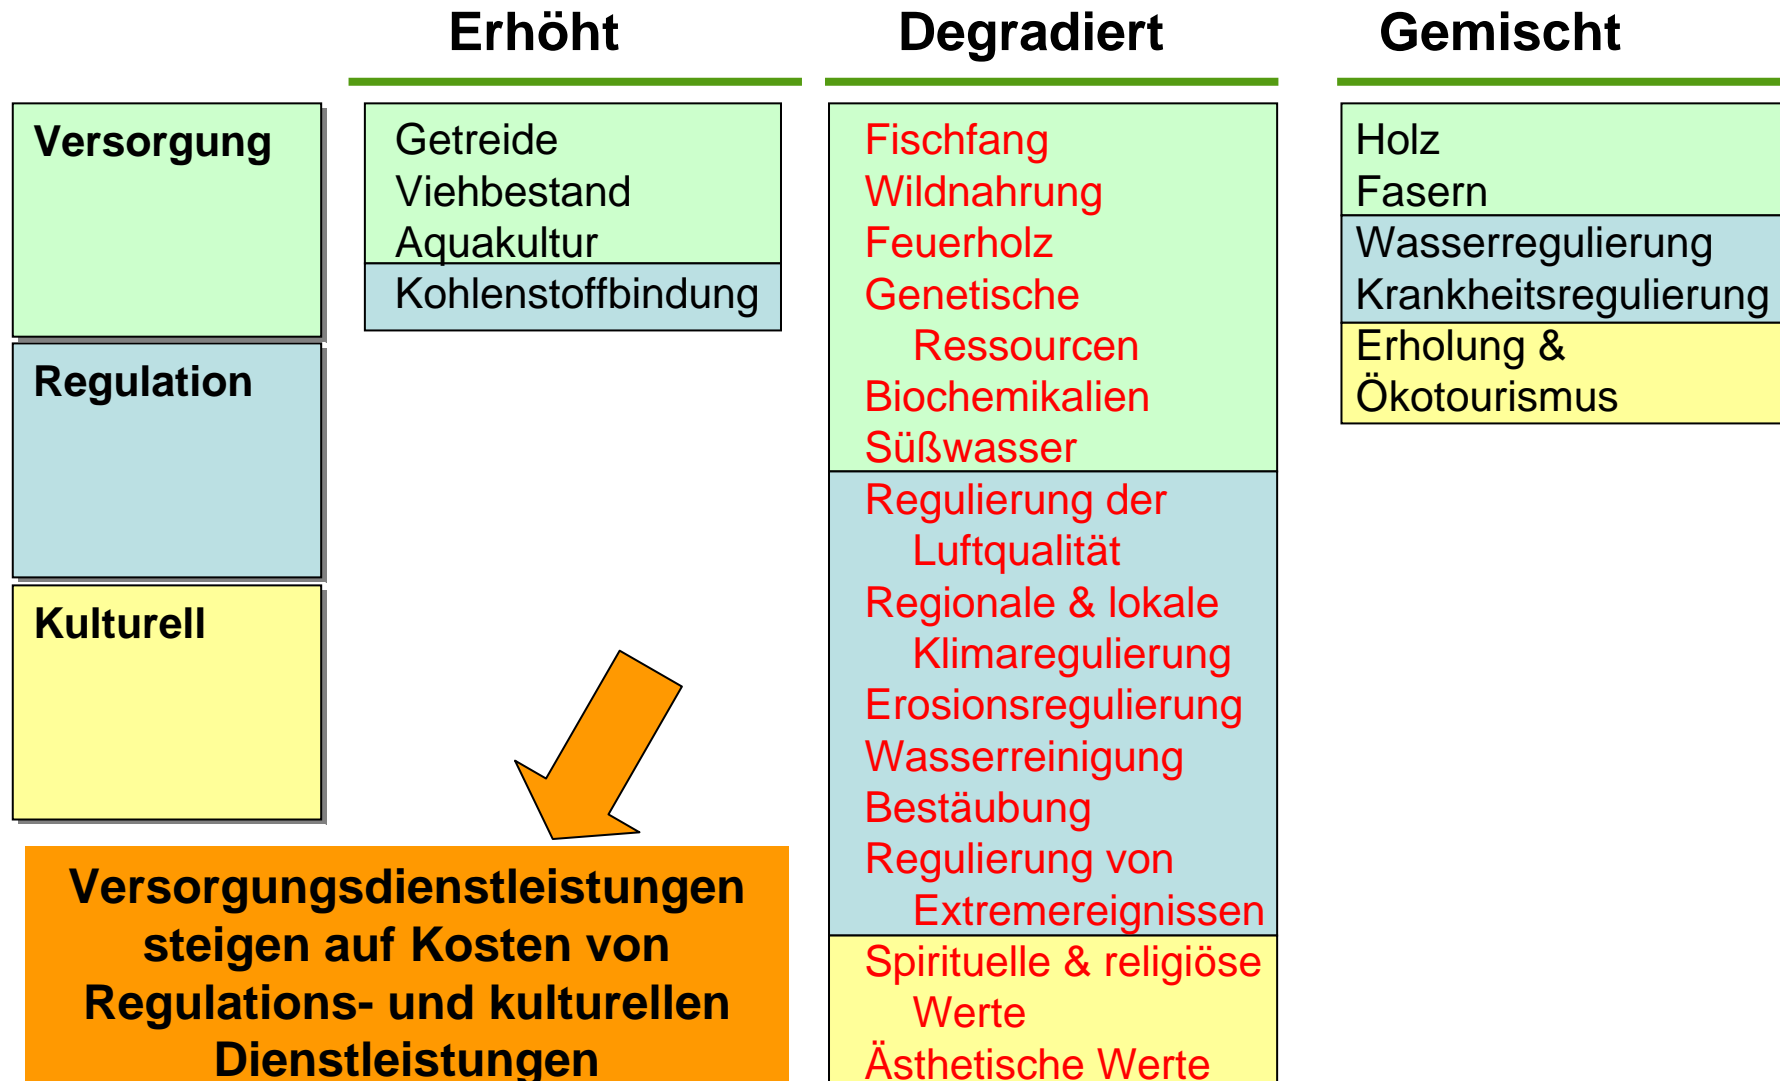 Erhöht
Degradiert
Gemischt
Versorgung
Regulation
Kulturell
Getreide
Viehbestand
Aquakultur
Kohlenstoffbindung
Fischfang
Wildnahrung
Feuerholz
Genetische
Ressourcen
Biochemikalien
Süßwasser
Regulierung der
Luftqualität
Regionale & lokale
Klimaregulierung
Erosionsregulierung
Wasserreinigung
Bestäubung
Regulierung von
Extremereignissen
Spirituelle & religiöse
Werte
Ästhetische Werte
Holz
Fasern
Wasserregulierung
Krankheitsregulierung
Erholung &
Ökotourismus
Versorgungsdienstleistungen
steigen auf Kosten von
Regulations- und kulturellen
Dienstleistungen